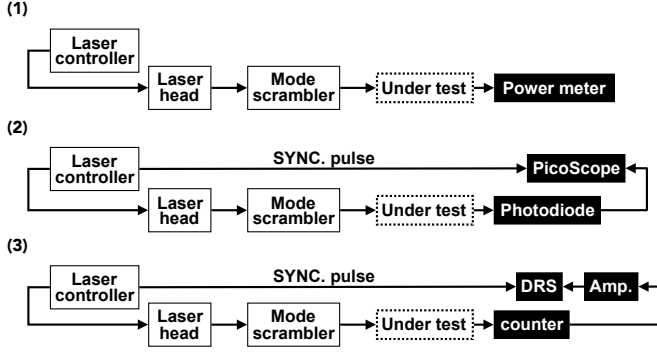 (1)
Laser
controller
Laser
head
Mode
scrambler
Under test
Power meter
(2)
Laser
controller
SYNC. pulse
PicoScope
Laser
head
Mode
scrambler
Under test
Photodiode
(3)
Laser
controller
SYNC. pulse
DRS
Amp.
Laser
head
Mode
scrambler
Under test
counter